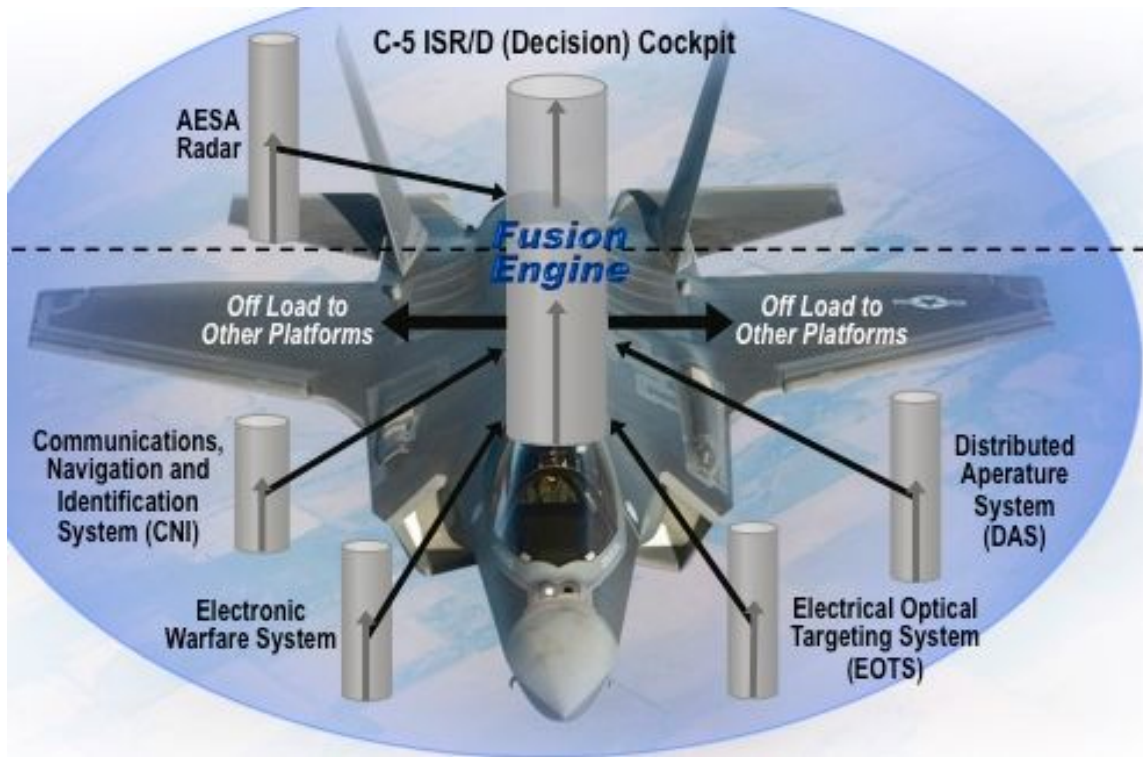 C-5 ISR/D (Decision) Cockpit
AESA
Radar
Fusion
Engine
Off Load to
Other Platforms
Off Load to
Other Platforms
Communications,
Navigation and
Identification
System (CNI)
Distributed
Aperature
System
(DAS)
Electronic
Warfare System
Electrical Optical
Targeting System
(EOTS)